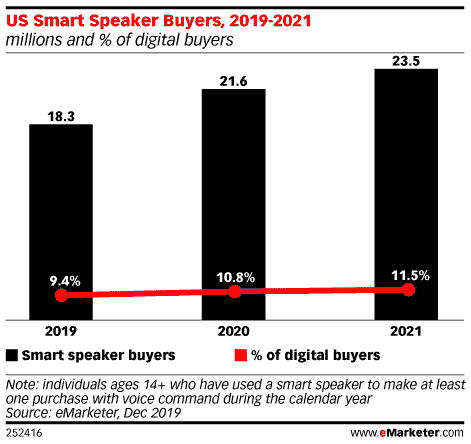 US Smart Speaker Buyers, 2019-2021
millions and % of digital buyers
18.3
21.6
23.5
9.4%
10.8%
11.5%
2019
2020
2021
Smart speaker buyers
% of digital buyers
Note: individuals ages 14+ who have used a smart speaker to make at least
one purchase with voice command during the calendar year
Source: eMarketer, Dec 2019
252416
www.eMarketer.com